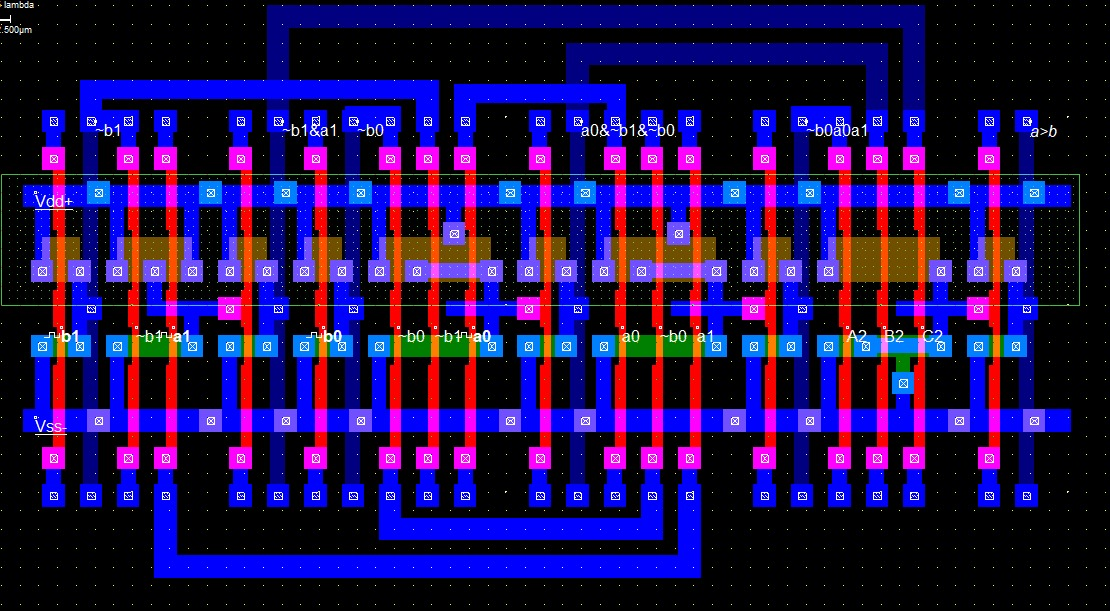 lambda
.500µm
~b1
~b1&a1
~b0
a0&~b1&~b0
~b0a0a1
a>b
Vdd+
b1
~b1
a1
b0
~b0
~b1
a0
a0
~b0
a1
A2
B2
C2
Vss-